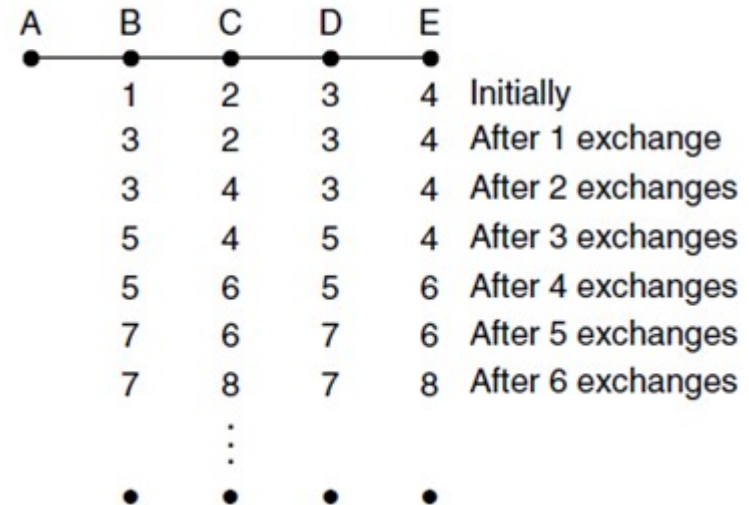 A B C D E
1 2 3 4 Initially
3 2 3 4 After 1 exchange
3 4 3 4 After 2 exchanges
5 4 5 4 After 3 exchanges
5 6 5 6 After 4 exchanges
7 6 7 6 After 5 exchanges
7 8 7 8 After 6 exchanges